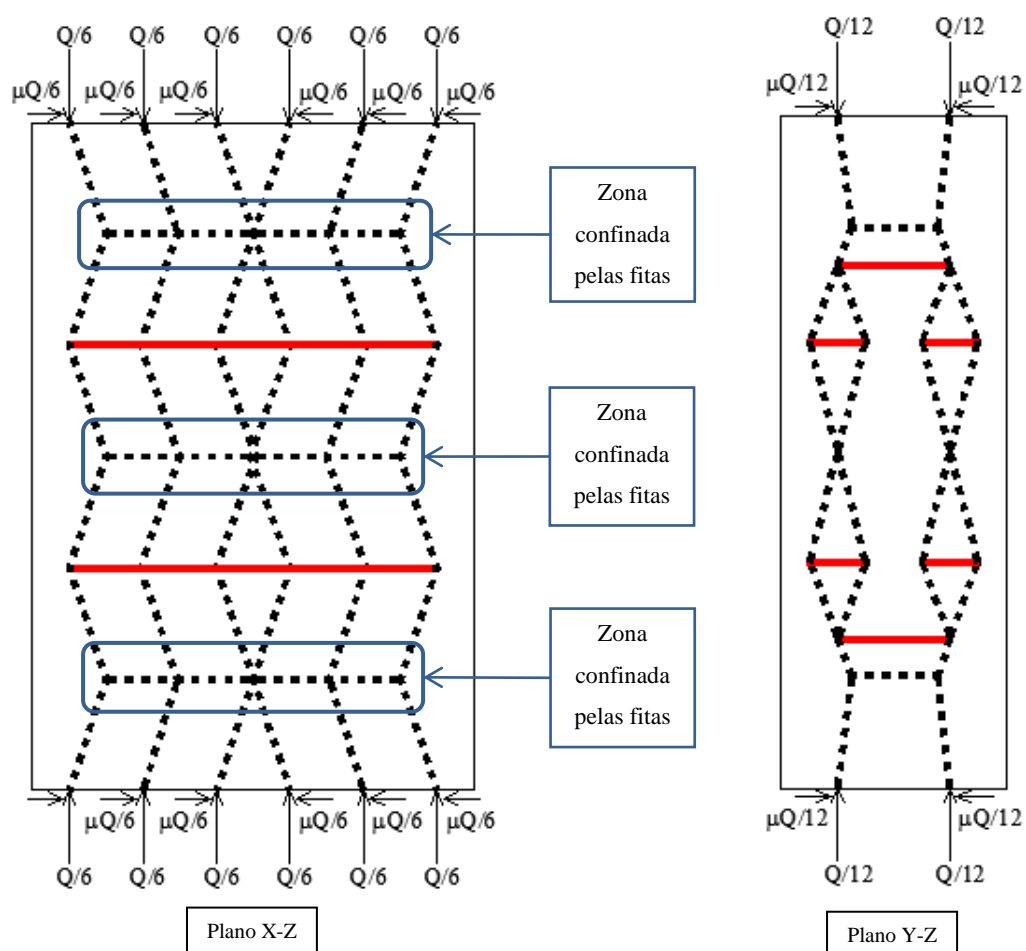 Q/6 Q/6 Q/6 Q/6 Q/6 Q/6
μQ/6 μQ/6 μQ/6 μQ/6 μQ/6 μQ/6
Zona
confinada
pelas fitas
Zona
confinada
pelas fitas
Zona
confinada
pelas fitas
μQ/6 μQ/6 μQ/6 μQ/6 μQ/6 μQ/6
Q/6 Q/6 Q/6 Q/6 Q/6 Q/6
Plano X-Z
Q/12 Q/12
μQ/12 μQ/12
μQ/12 μQ/12
Q/12 Q/12
Plano Y-Z